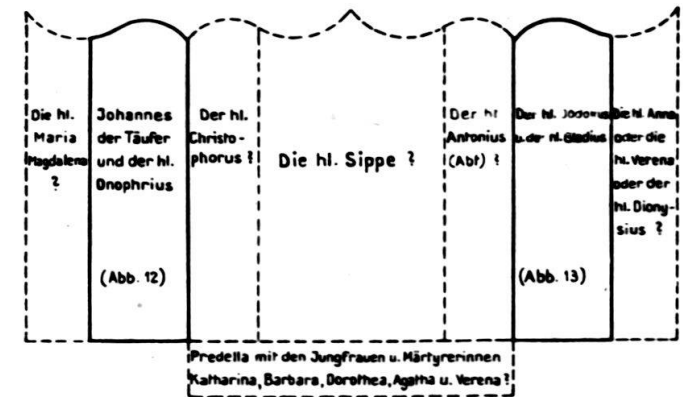 Die hl.
Maria
Magdalena
?
Johannes
der Täufer
und der hl.
Onophrius
(Abb. 12)
Der hl.
Christo-
phorus ?
Die hl. Sippe ?
Der hl
Antonius
(Abt) ?
Der hl. Jodokus
u. der hl. Bladius
(Abb. 13)
Die hl. Anna
oder die
hl. Verena
oder der
hl. Diony-
sius ?
Predella mit den Jungfrauen u. Märtyrerinnen
Katharina, Barbara, Dorothea, Agatha u. Verena ?